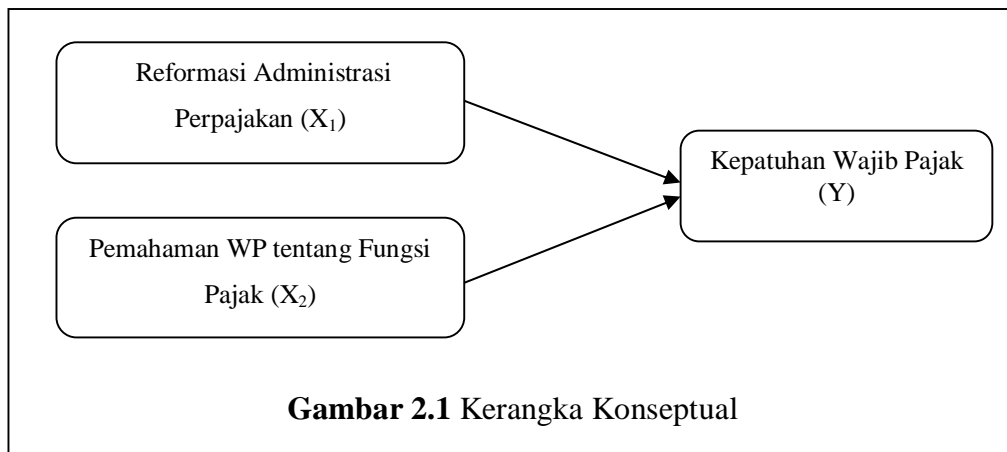 Reformasi Administrasi
Perpajakan (X₁)
Kepatuhan Wajib Pajak
(Y)
Pemahaman WP tentang Fungsi
Pajak (X₂)
Gambar 2.1 Kerangka Konseptual